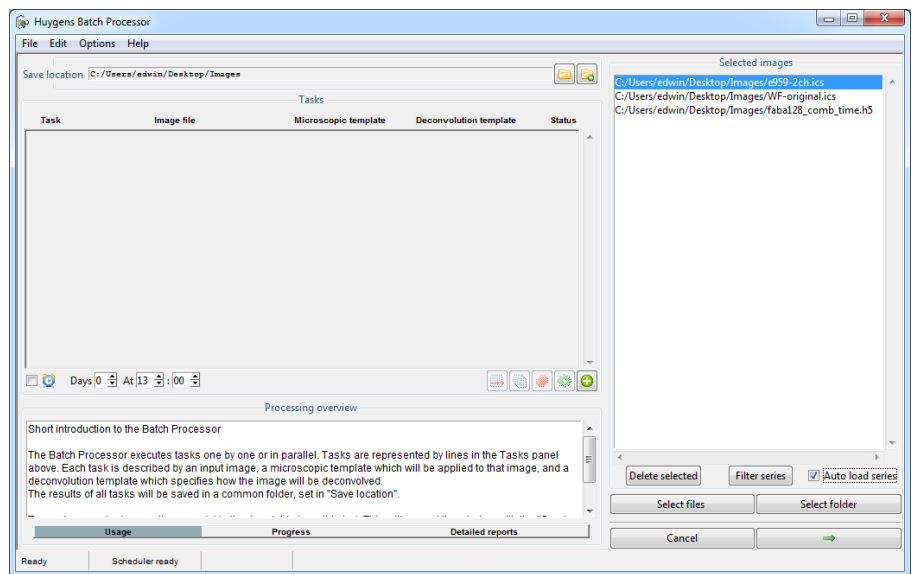 Huygens Batch Processor
File Edit Options Help
Save location C:/Users/edwin/Desktop/Images
Tasks
Task Image file Microscopic template Deconvolution template Status
Days 0 At 13 : 00
Processing overview
Short introduction to the Batch Processor
The Batch Processor executes tasks one by one or in parallel. Tasks are represented by lines in the Tasks panel
above. Each task is described by an input image, a microscopic template which will be applied to that image, and a
deconvolution template which specifies how the image will be deconvolved.
The results of all tasks will be saved in a common folder, set in "Save location".
Usage Progress Detailed reports
Selected images
C:/Users/edwin/Desktop/Images/e959-2ch.ics
C:/Users/edwin/Desktop/Images/WF-original.ics
C:/Users/edwin/Desktop/Images/faba128_comb_time.h5
Delete selected Filter series Auto load series
Select files Select folder
Cancel
Ready Scheduler ready